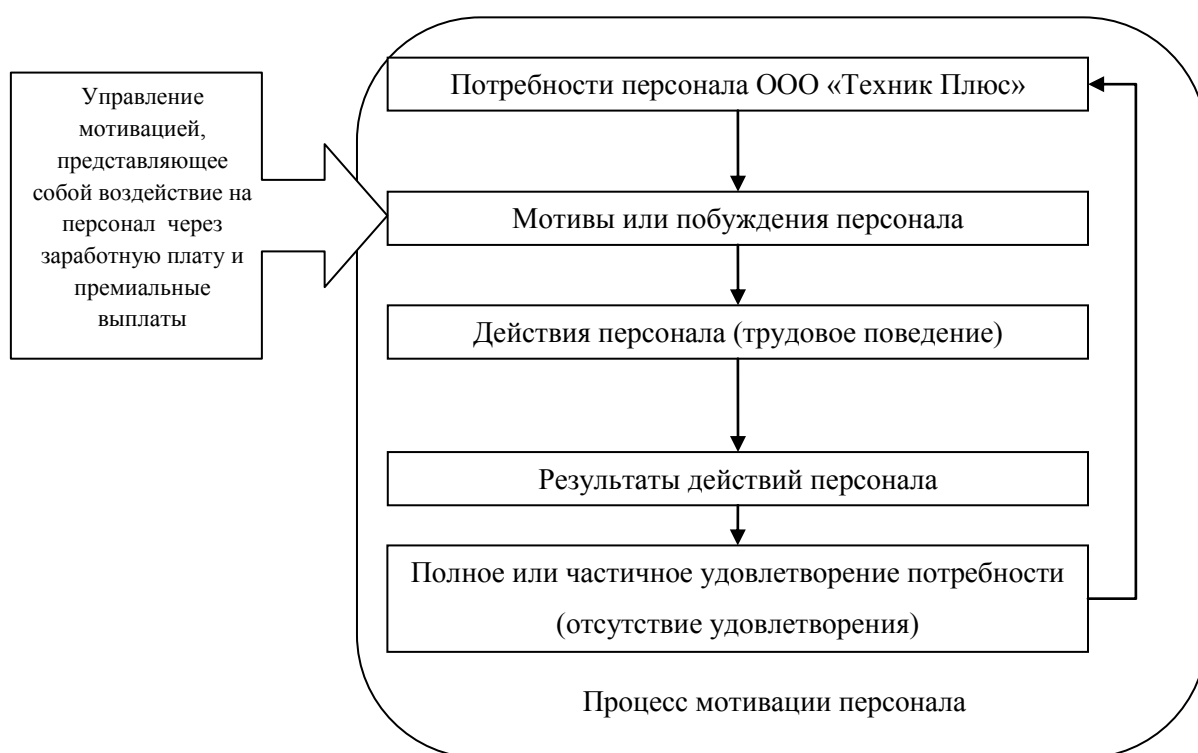 Управление
мотивацией,
представляющее
собой воздействие на
персонал через
заработную плату и
премиальные
выплаты
Потребности персонала ООО «Техник Плюс»
Мотивы или побуждения персонала
Действия персонала (трудовое поведение)
Результаты действий персонала
Полное или частичное удовлетворение потребности
(отсутствие удовлетворения)
Процесс мотивации персонала